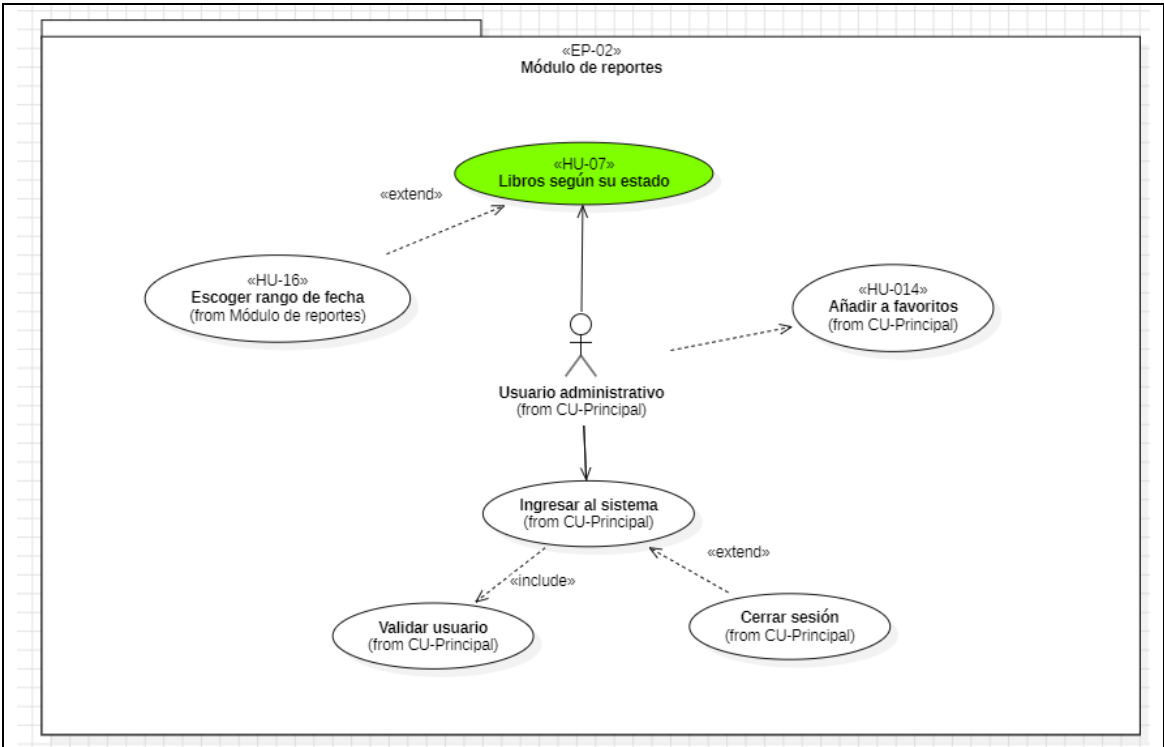 «EP-02»
Módulo de reportes
«HU-07»
Libros según su estado
«extend»
«HU-16»
Escoger rango de fecha
(from Módulo de reportes)
«HU-014»
Añadir a favoritos
(from CU-Principal)
Usuario administrativo
(from CU-Principal)
Ingresar al sistema
(from CU-Principal)
«extend»
«include»
Validar usuario
(from CU-Principal)
Cerrar sesión
(from CU-Principal)